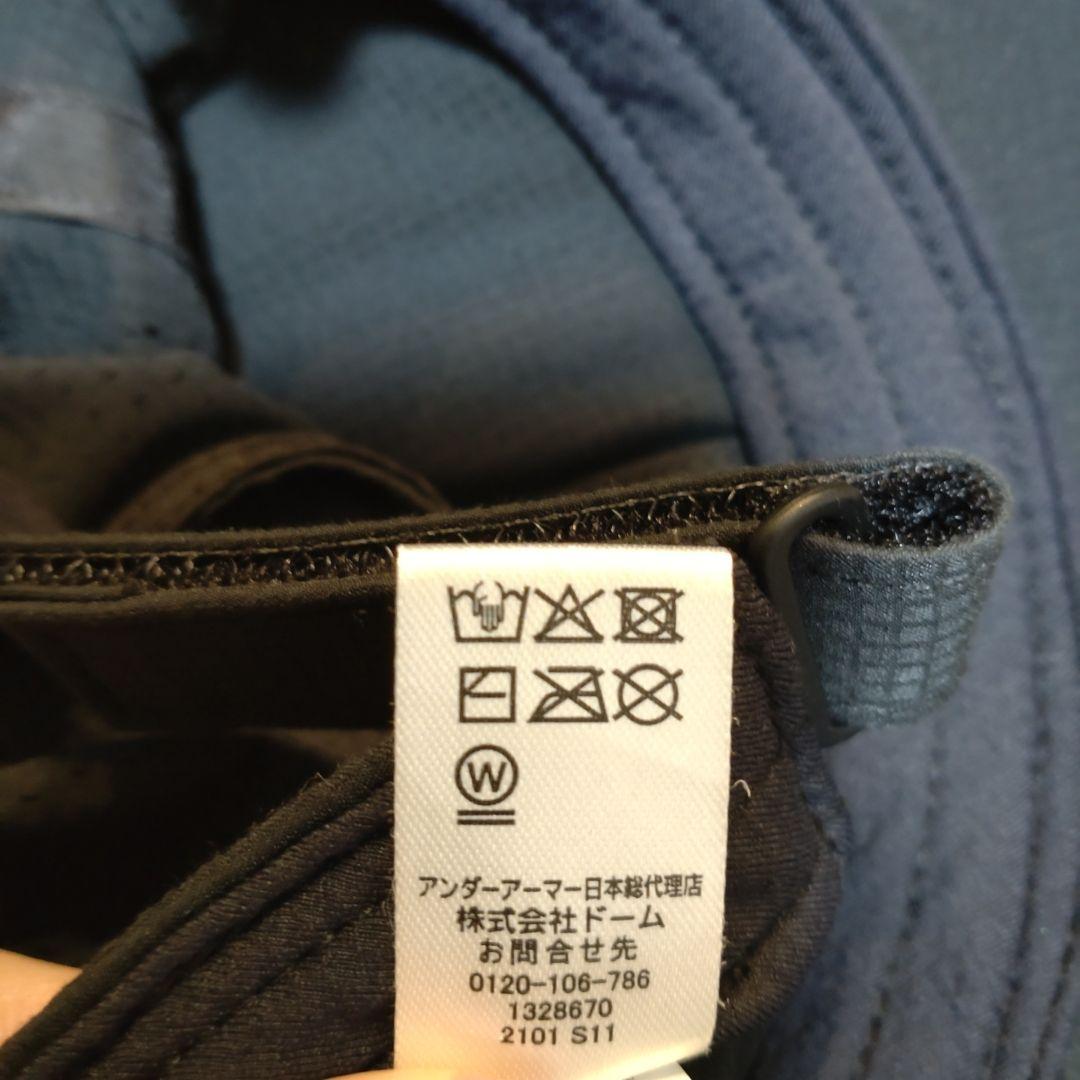 W
アンダーアーマー日本総代理店
株式会社ドーム
お問合せ先
0120-106-786
1328670
2101 S11